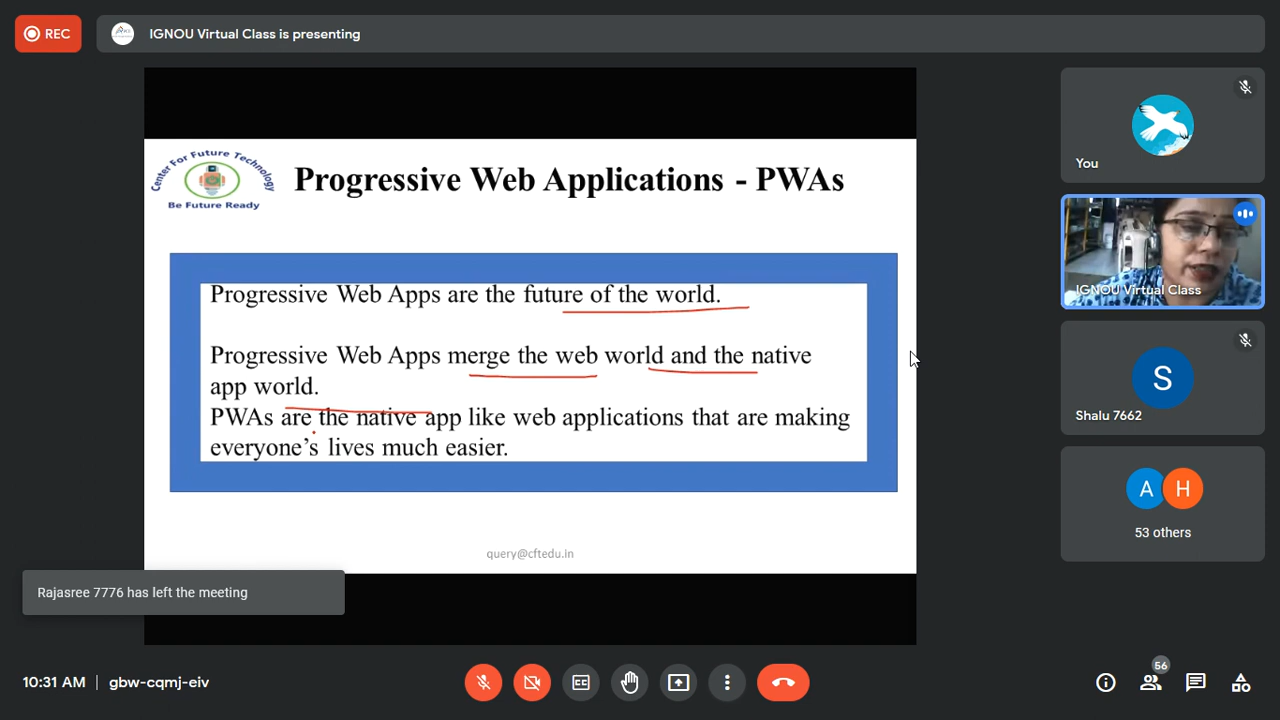 REC
IGNOU Virtual Class is presenting
Center For Future Technology
Be Future Ready
Progressive Web Applications - PWAs
Progressive Web Apps are the future of the world.
Progressive Web Apps merge the web world and the native
app world.
PWAs are the native app like web applications that are making
everyone's lives much easier.
query@cftedu.in
You
IGNOU Virtual Class
S
Shalu 7662
A H
53 others
Rajasree 7776 has left the meeting
10:31 AM | gbw-cqmj-eiv
CC
56